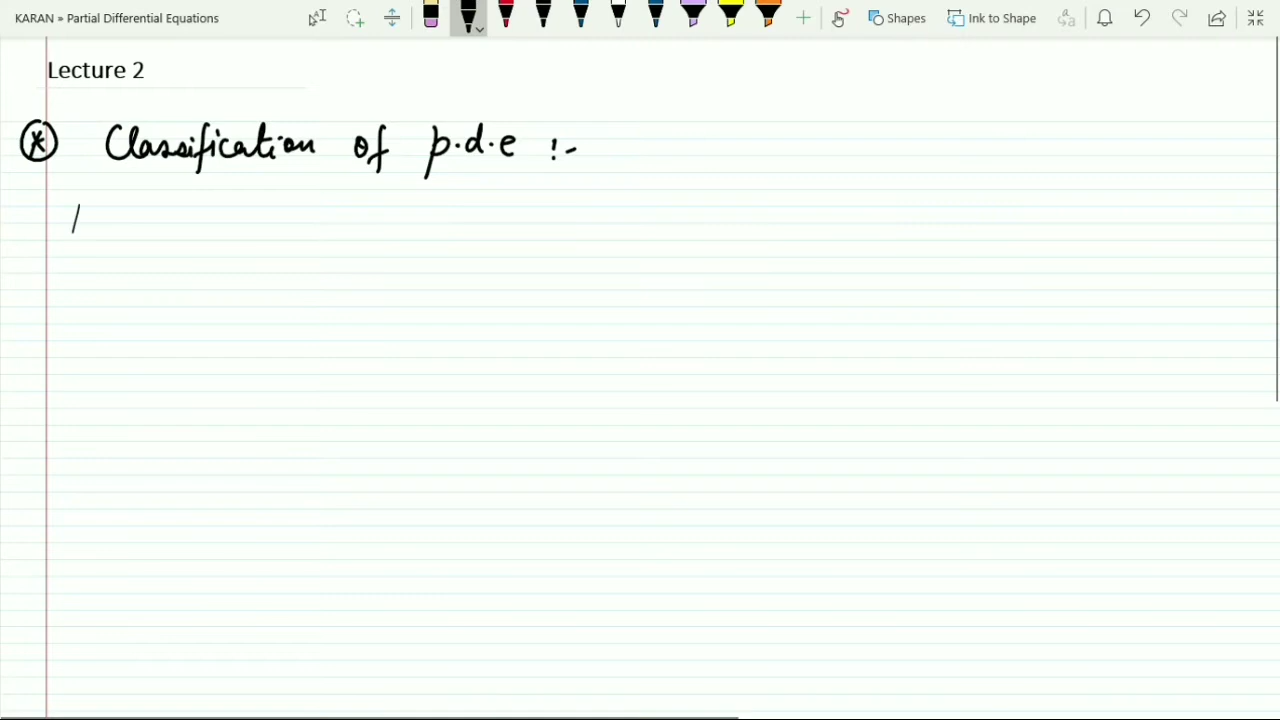 KARAN » Partial Differential Equations
Shapes
Ink to Shape
Lecture 2
Classification of p.d.e :-